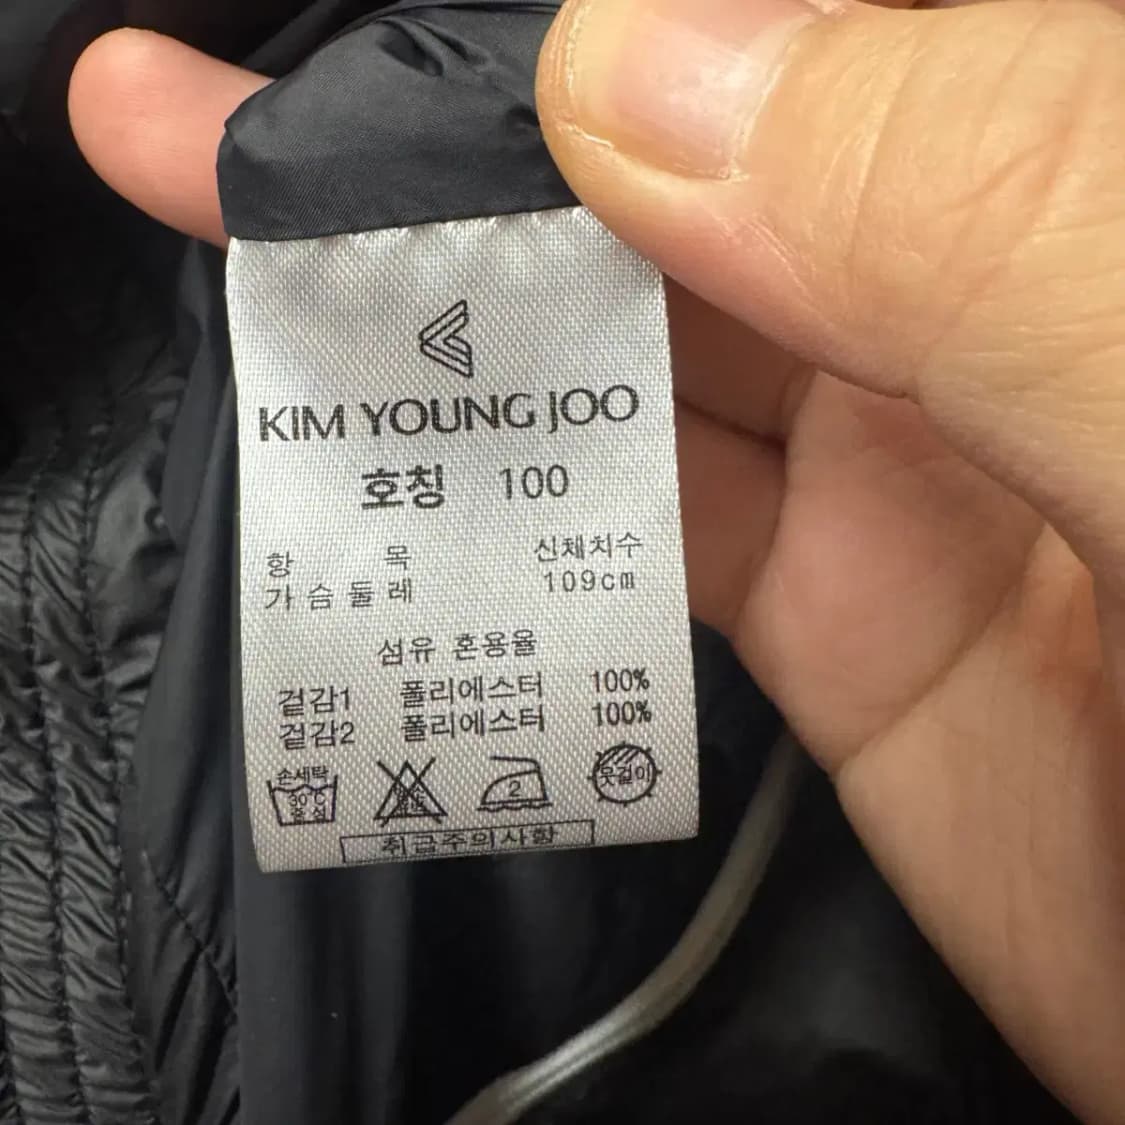 KIM YOUNG JOO
호칭 100
항 목 신체치수
가 슴 둘 레 109cm
섬유 혼용율
겉감1 폴리에스터 100%
겉감2 폴리에스터 100%
손세탁
30℃
중 성
2
옷걸이
취급주의사항